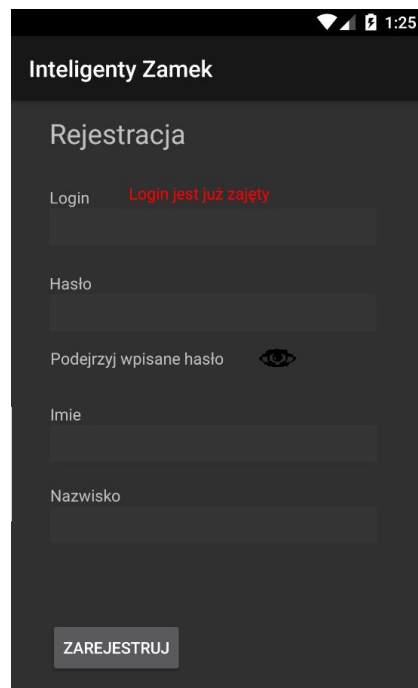 1:25
Inteligenty Zamek
Rejestracja
Login Login jest już zajęty
Hasło
Podejrzyj wpisane hasło
Imie
Nazwisko
ZAREJESTRUJ